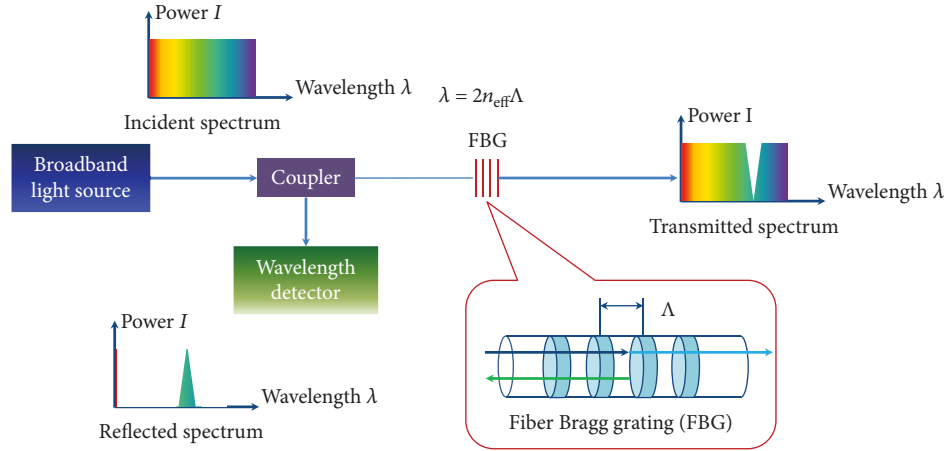 Power I
Wavelength λ
Incident spectrum
λ = 2n_effΛ
FBG
Power I
Wavelength λ
Transmitted spectrum
Broadband
light source
Coupler
Wavelength
detector
Power I
Wavelength λ
Reflected spectrum
Λ
Fiber Bragg grating (FBG)